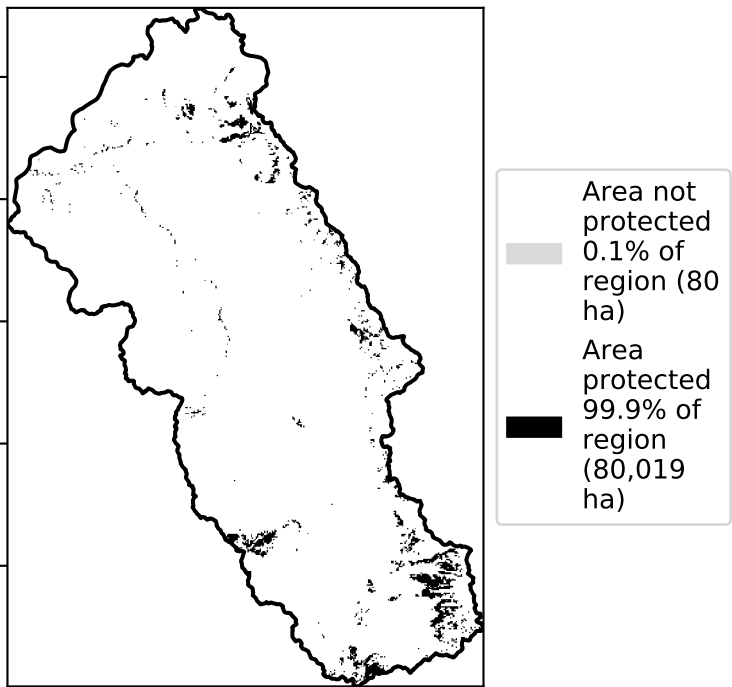 Area not
protected
0.1% of
region (80
ha)
Area
protected
99.9% of
region
(80,019
ha)